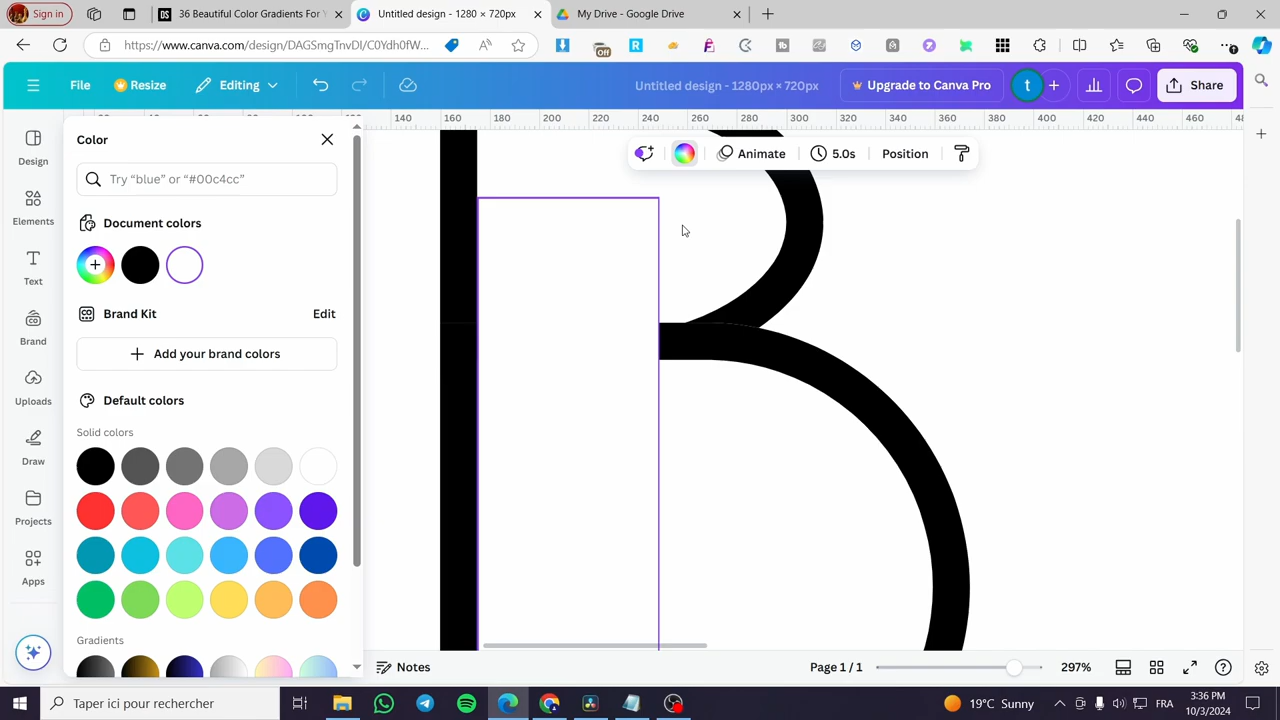 Sign in
36 Beautiful Color Gradients For Y
Untitled design - 1280 × 720px
My Drive - Google Drive
https://www.canva.com/design/DAGSmgTnvDI/C0Ydh0fW...
Off
File
Resize
Editing
Untitled design - 1280px × 720px
Upgrade to Canva Pro
t
Share
140 160 180 200 220 240 260 280 300 320 340 360 380 400 420 440 460
Color
Try “blue” or “#00c4cc”
Document colors
Brand Kit
Edit
Add your brand colors
Default colors
Solid colors
Gradients
Design
Elements
Text
Brand
Uploads
Draw
Projects
Apps
Animate
5.0s
Position
Notes
Page 1 / 1
297%
Taper ici pour rechercher
19°C Sunny
FRA
3:36 PM
10/3/2024